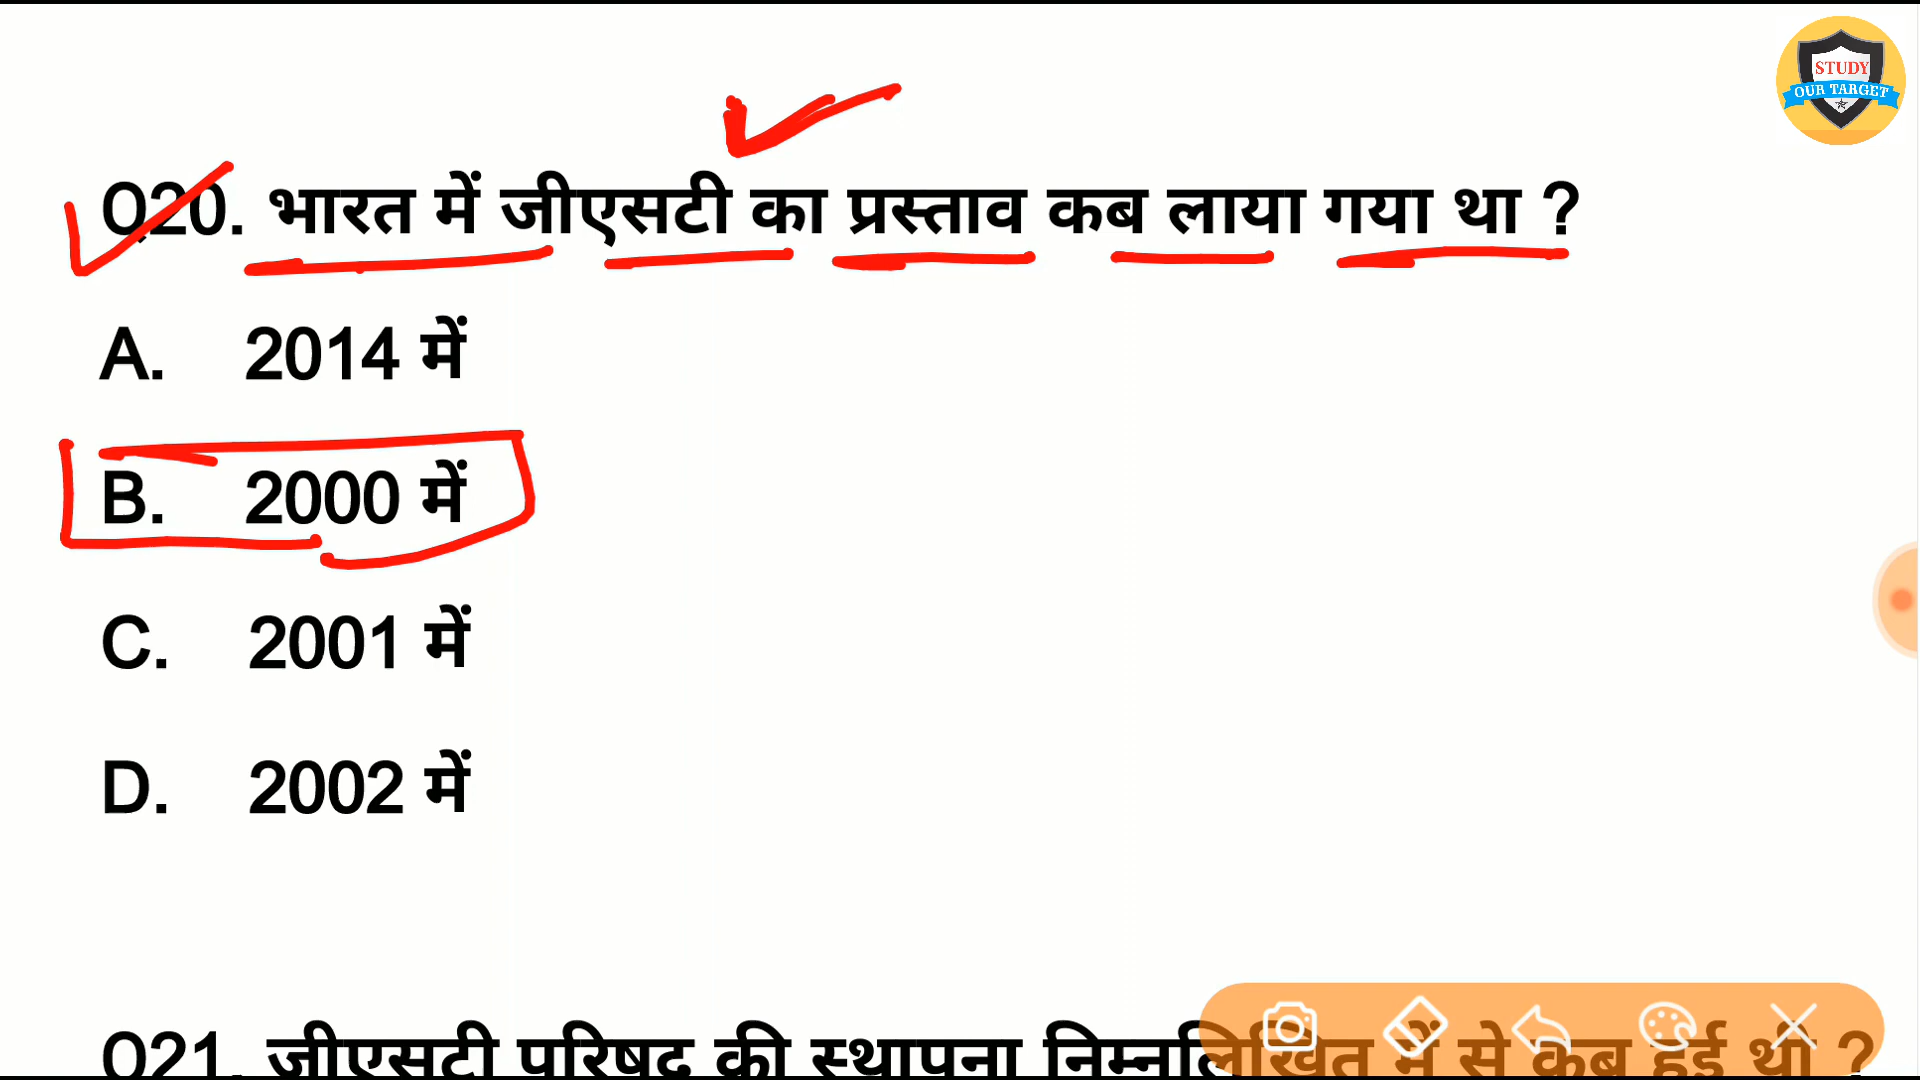 STUDY
OUR TARGET
Q20. भारत में जीएसटी का प्रस्ताव कब लाया गया था ?
A. 2014 में
B. 2000 में
C. 2001 में
D. 2002 में
Q21. जीएसटी परिषद की स्थापना निम्नलिखित में से कब हुई थी ?